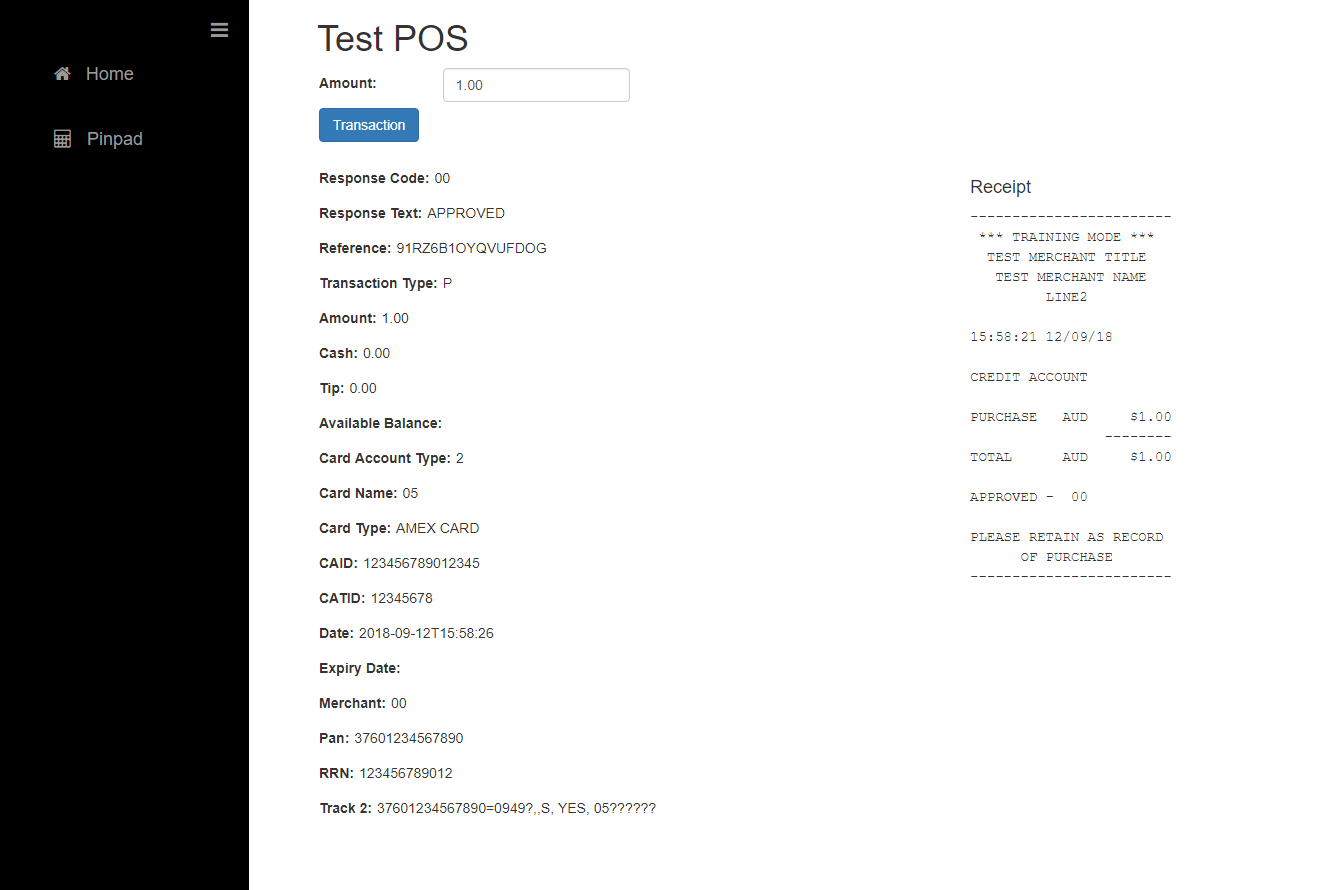 Home
Pinpad
Test POS
Amount: 1.00
Transaction
Response Code: 00
Response Text: APPROVED
Reference: 91RZ6B1OYQVUFDOG
Transaction Type: P
Amount: 1.00
Cash: 0.00
Tip: 0.00
Available Balance:
Card Account Type: 2
Card Name: 05
Card Type: AMEX CARD
CAID: 123456789012345
CATID: 12345678
Date: 2018-09-12T15:58:26
Expiry Date:
Merchant: 00
Pan: 37601234567890
RRN: 123456789012
Track 2: 37601234567890=0949?,,S, YES, 05??????
Receipt
------------------------
*** TRAINING MODE ***
TEST MERCHANT TITLE
TEST MERCHANT NAME
LINE2
15:58:21 12/09/18
CREDIT ACCOUNT
PURCHASE   AUD     $1.00
--------
TOTAL      AUD     $1.00
APPROVED -  00
PLEASE RETAIN AS RECORD
OF PURCHASE
------------------------